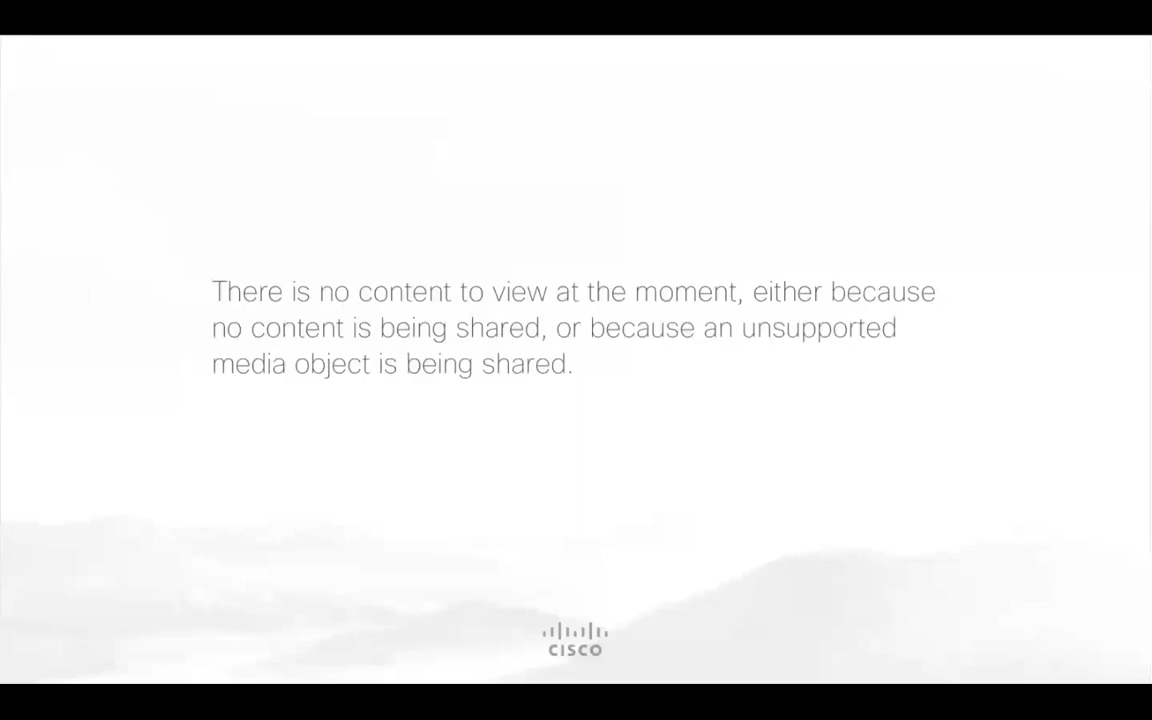 There is no content to view at the moment, either because
no content is being shared, or because an unsupported
media object is being shared.
CISCO